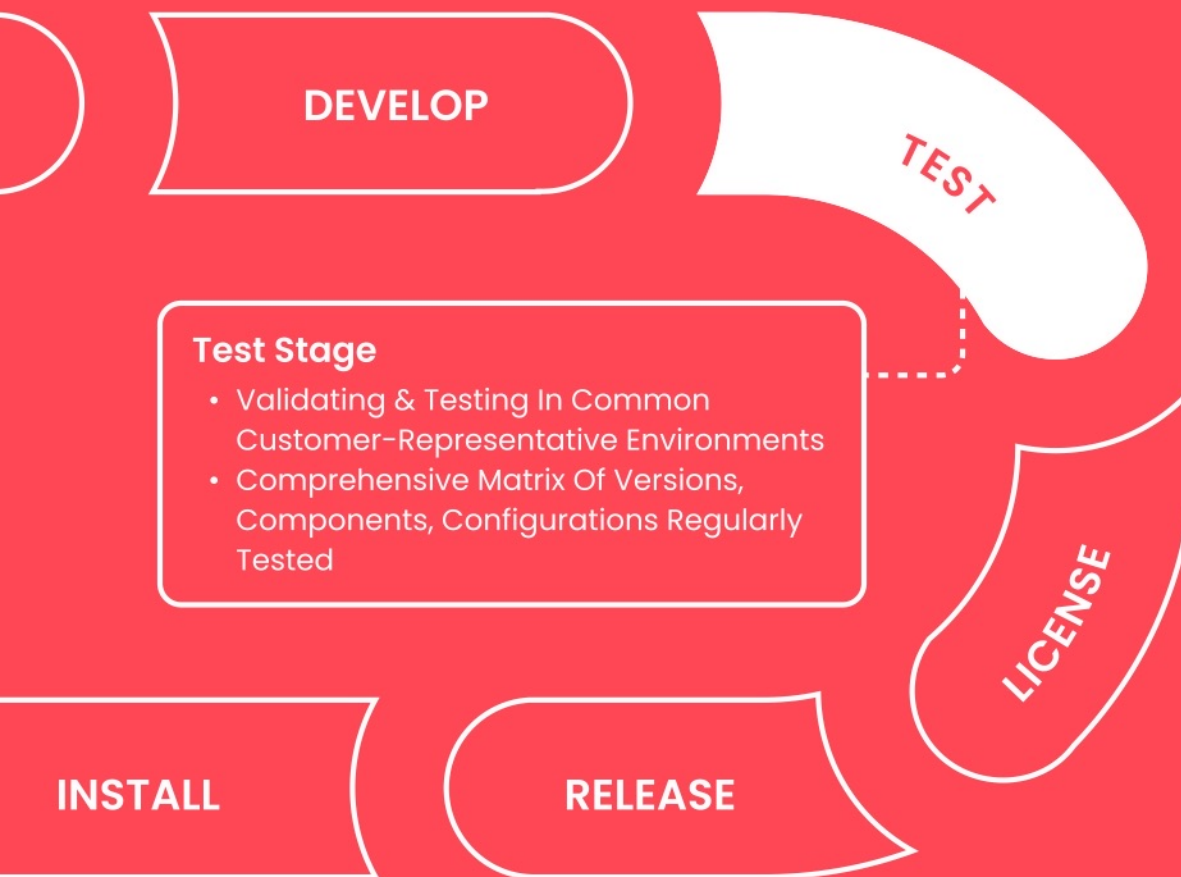 DEVELOP
TEST
Test Stage
• Validating & Testing In Common
Customer-Representative Environments
• Comprehensive Matrix Of Versions,
Components, Configurations Regularly
Tested
LICENSE
INSTALL
RELEASE